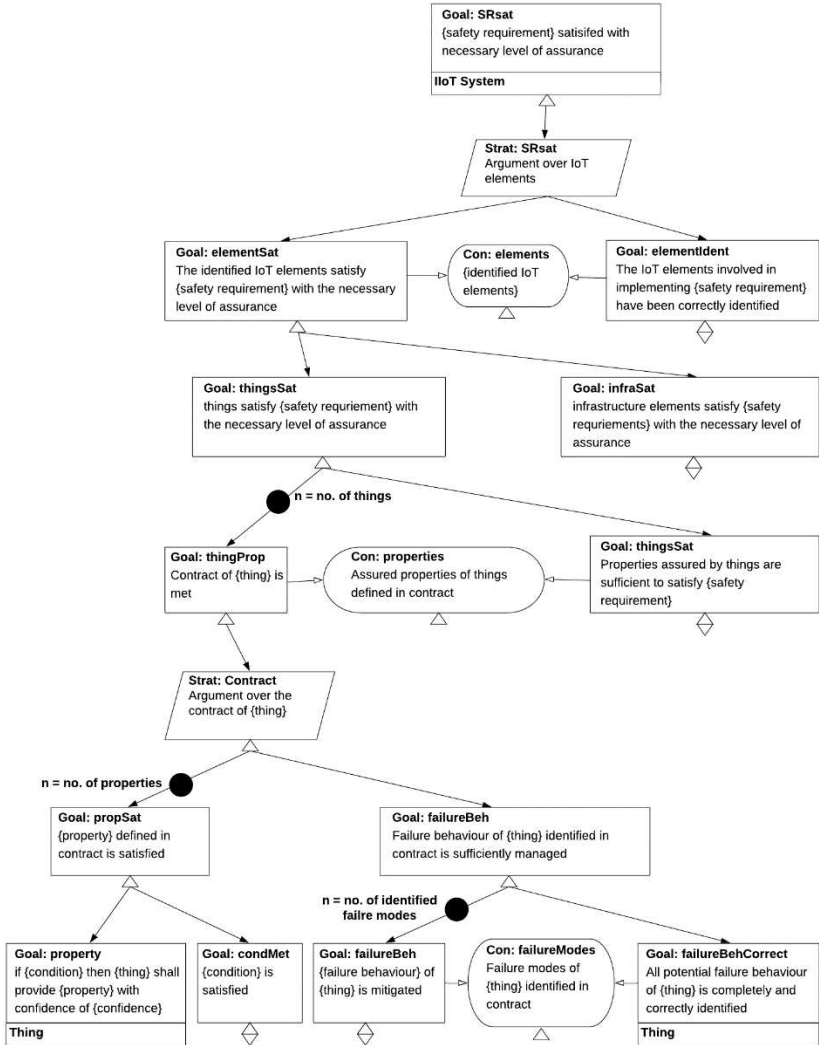 Goal: SRsat
{safety requirement} satisifed with
necessary level of assurance
IIoT System
Strat: SRsat
Argument over IoT
elements
Goal: elementSat
The identified IoT elements satisfy
{safety requirement} with the necessary
level of assurance
Con: elements
{identified IoT
elements}
Goal: elementIdent
The IoT elements involved in
implementing {safety requirement}
have been correctly identified
Goal: thingsSat
things satisfy {safety requriement} with
the necessary level of assurance
Goal: infraSat
infrastructure elements satisfy {safety
requriements} with the necessary level of
assurance
n = no. of things
Goal: thingProp
Contract of {thing} is
met
Con: properties
Assured properties of things
defined in contract
Goal: thingsSat
Properties assured by things are
sufficient to satisfy {safety
requirement}
Strat: Contract
Argument over the
contract of {thing}
n = no. of properties
Goal: propSat
{property} defined in
contract is satisfied
Goal: failureBeh
Failure behaviour of {thing} identified in
contract is sufficiently managed
n = no. of identified
failre modes
Goal: property
if {condition} then {thing} shall
provide {property} with
confidence of {confidence}
Thing
Goal: condMet
{condition} is
satisfied
Goal: failureBeh
{failure behaviour} of
{thing} is mitigated
Con: failureModes
Failure modes of
{thing} identified in
contract
Goal: failureBehCorrect
All potential failure behaviour
of {thing} is completely and
correctly identified
Thing